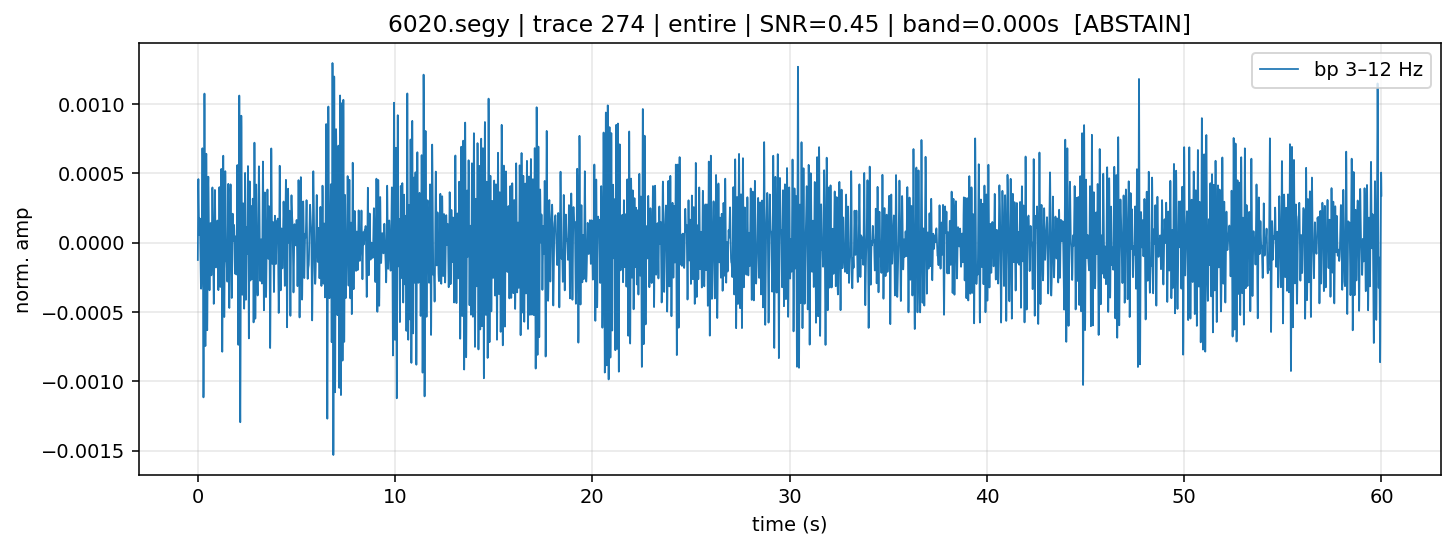 6020.segy | trace 274 | entire | SNR=0.45 | band=0.000s  [ABSTAIN]
bp 3–12 Hz
0.0010
0.0005
0.0000
−0.0005
−0.0010
−0.0015
norm. amp
0 10 20 30 40 50 60
time (s)